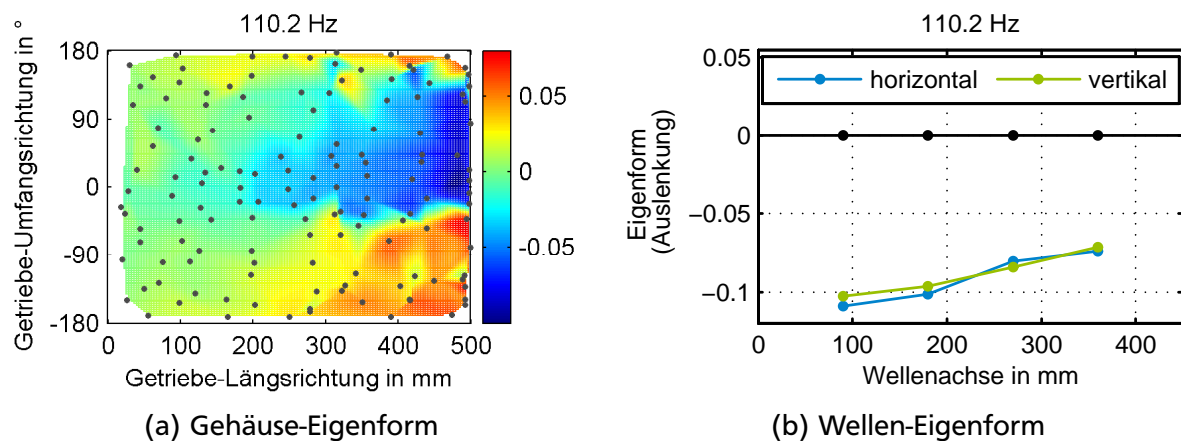 110.2 Hz
Getriebe-Umfangsrichtung in °
180
90
0
-90
-180
0 100 200 300 400 500
Getriebe-Längsrichtung in mm
0.05
0
-0.05
(a) Gehäuse-Eigenform
110.2 Hz
horizontal vertikal
Eigenform
(Auslenkung)
0.05
0
−0.05
−0.1
0 100 200 300 400
Wellenachse in mm
(b) Wellen-Eigenform